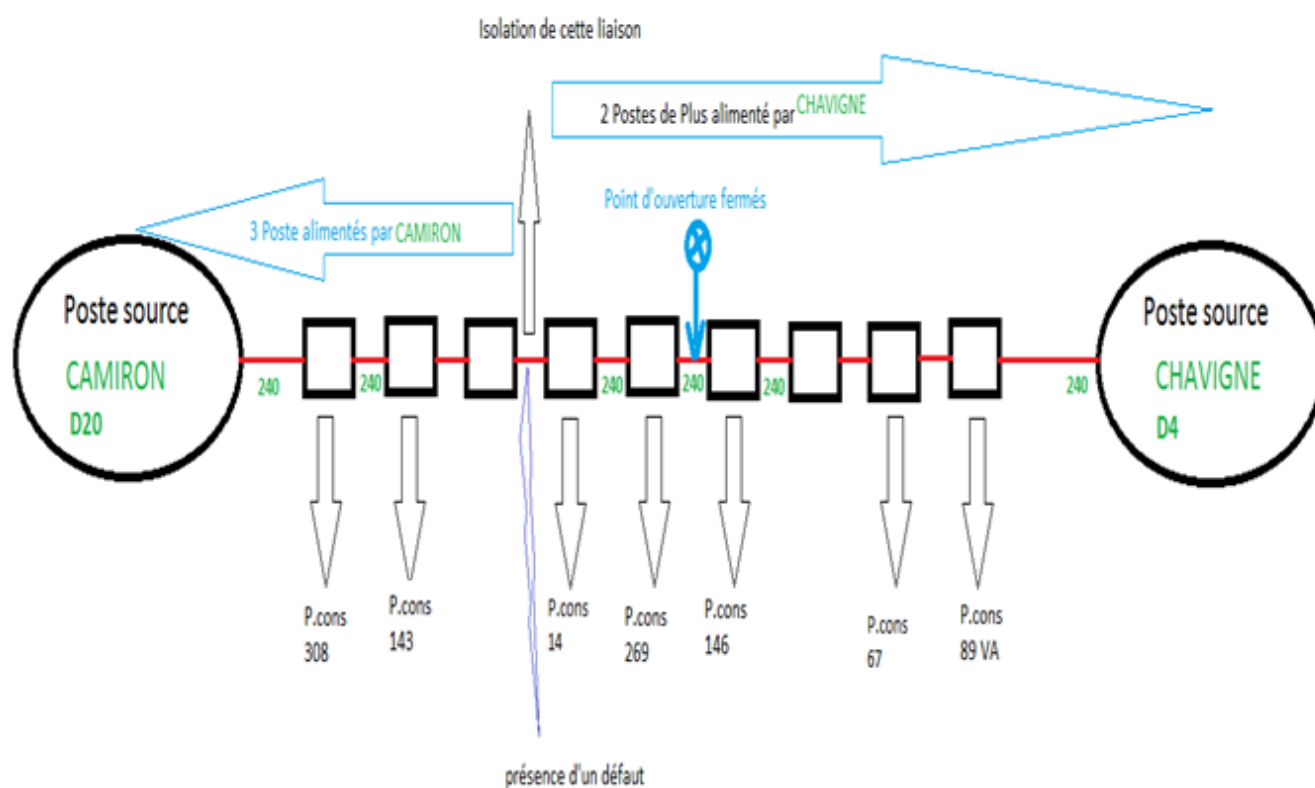 Isolation de cette liaison
2 Postes de Plus alimenté par CHAVIGNE
Point d'ouverture fermés
3 Poste alimentés par CAMIRON
Poste source
CAMIRON
D20
Poste source
CHAVIGNE
D4
240
240
240
240
240
240
P.cons
308
P.cons
143
P.cons
14
P.cons
269
P.cons
146
P.cons
67
P.cons
89 VA
présence d'un défaut